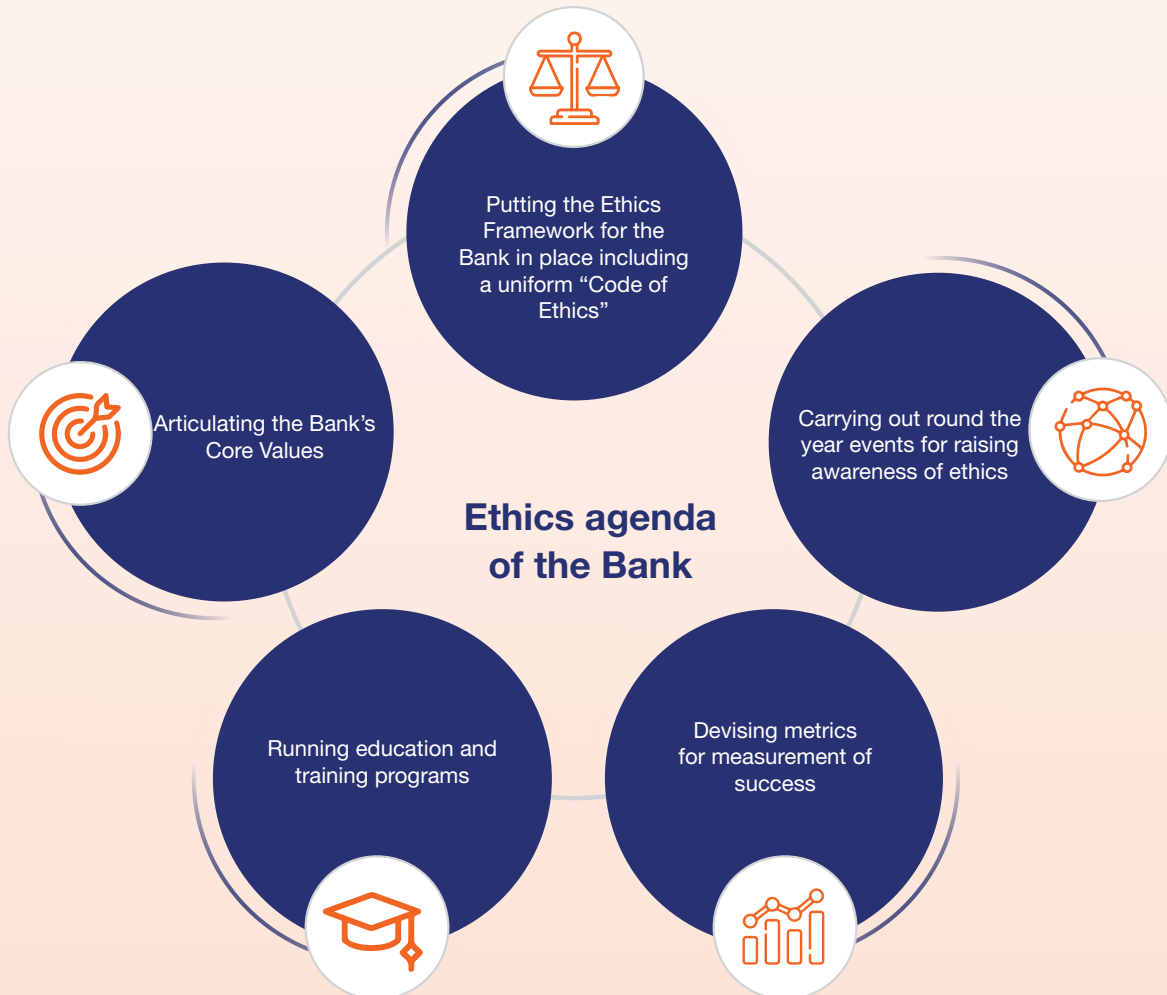 Putting the Ethics
Framework for the
Bank in place including
a uniform “Code of
Ethics”
Articulating the Bank’s
Core Values
Carrying out round the
year events for raising
awareness of ethics
Ethics agenda
of the Bank
Running education and
training programs
Devising metrics
for measurement of
success